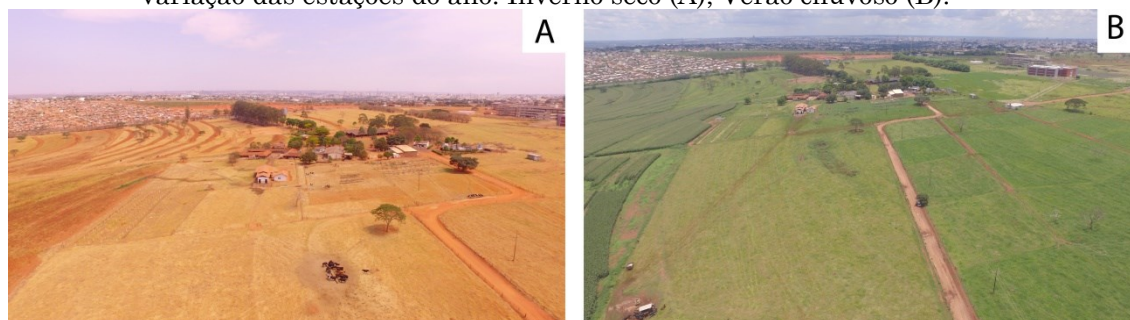 variação das estações do ano. Inverno seco (A), Verão chuvoso (B).
A
B